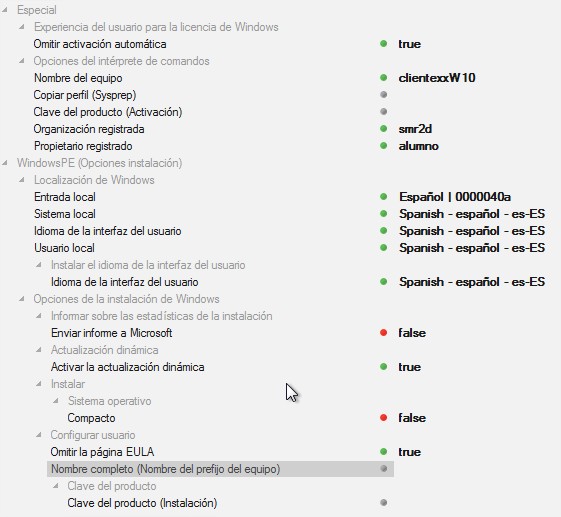 Especial
Experiencia del usuario para la licencia de Windows
Omitir activación automática true
Opciones del intérprete de comandos
Nombre del equipo clientexxW10
Copiar perfil (Sysprep)
Clave del producto (Activación)
Organización registrada smr2d
Propietario registrado alumno
WindowsPE (Opciones instalación)
Localización de Windows
Entrada local Español | 0000040a
Sistema local Spanish - español - es-ES
Idioma de la interfaz del usuario Spanish - español - es-ES
Usuario local Spanish - español - es-ES
Instalar el idioma de la interfaz del usuario
Idioma de la interfaz del usuario Spanish - español - es-ES
Opciones de la instalación de Windows
Informar sobre las estadísticas de la instalación
Enviar informe a Microsoft false
Actualización dinámica
Activar la actualización dinámica true
Instalar
Sistema operativo
Compacto false
Configurar usuario
Omitir la página EULA true
Nombre completo (Nombre del prefijo del equipo)
Clave del producto
Clave del producto (Instalación)